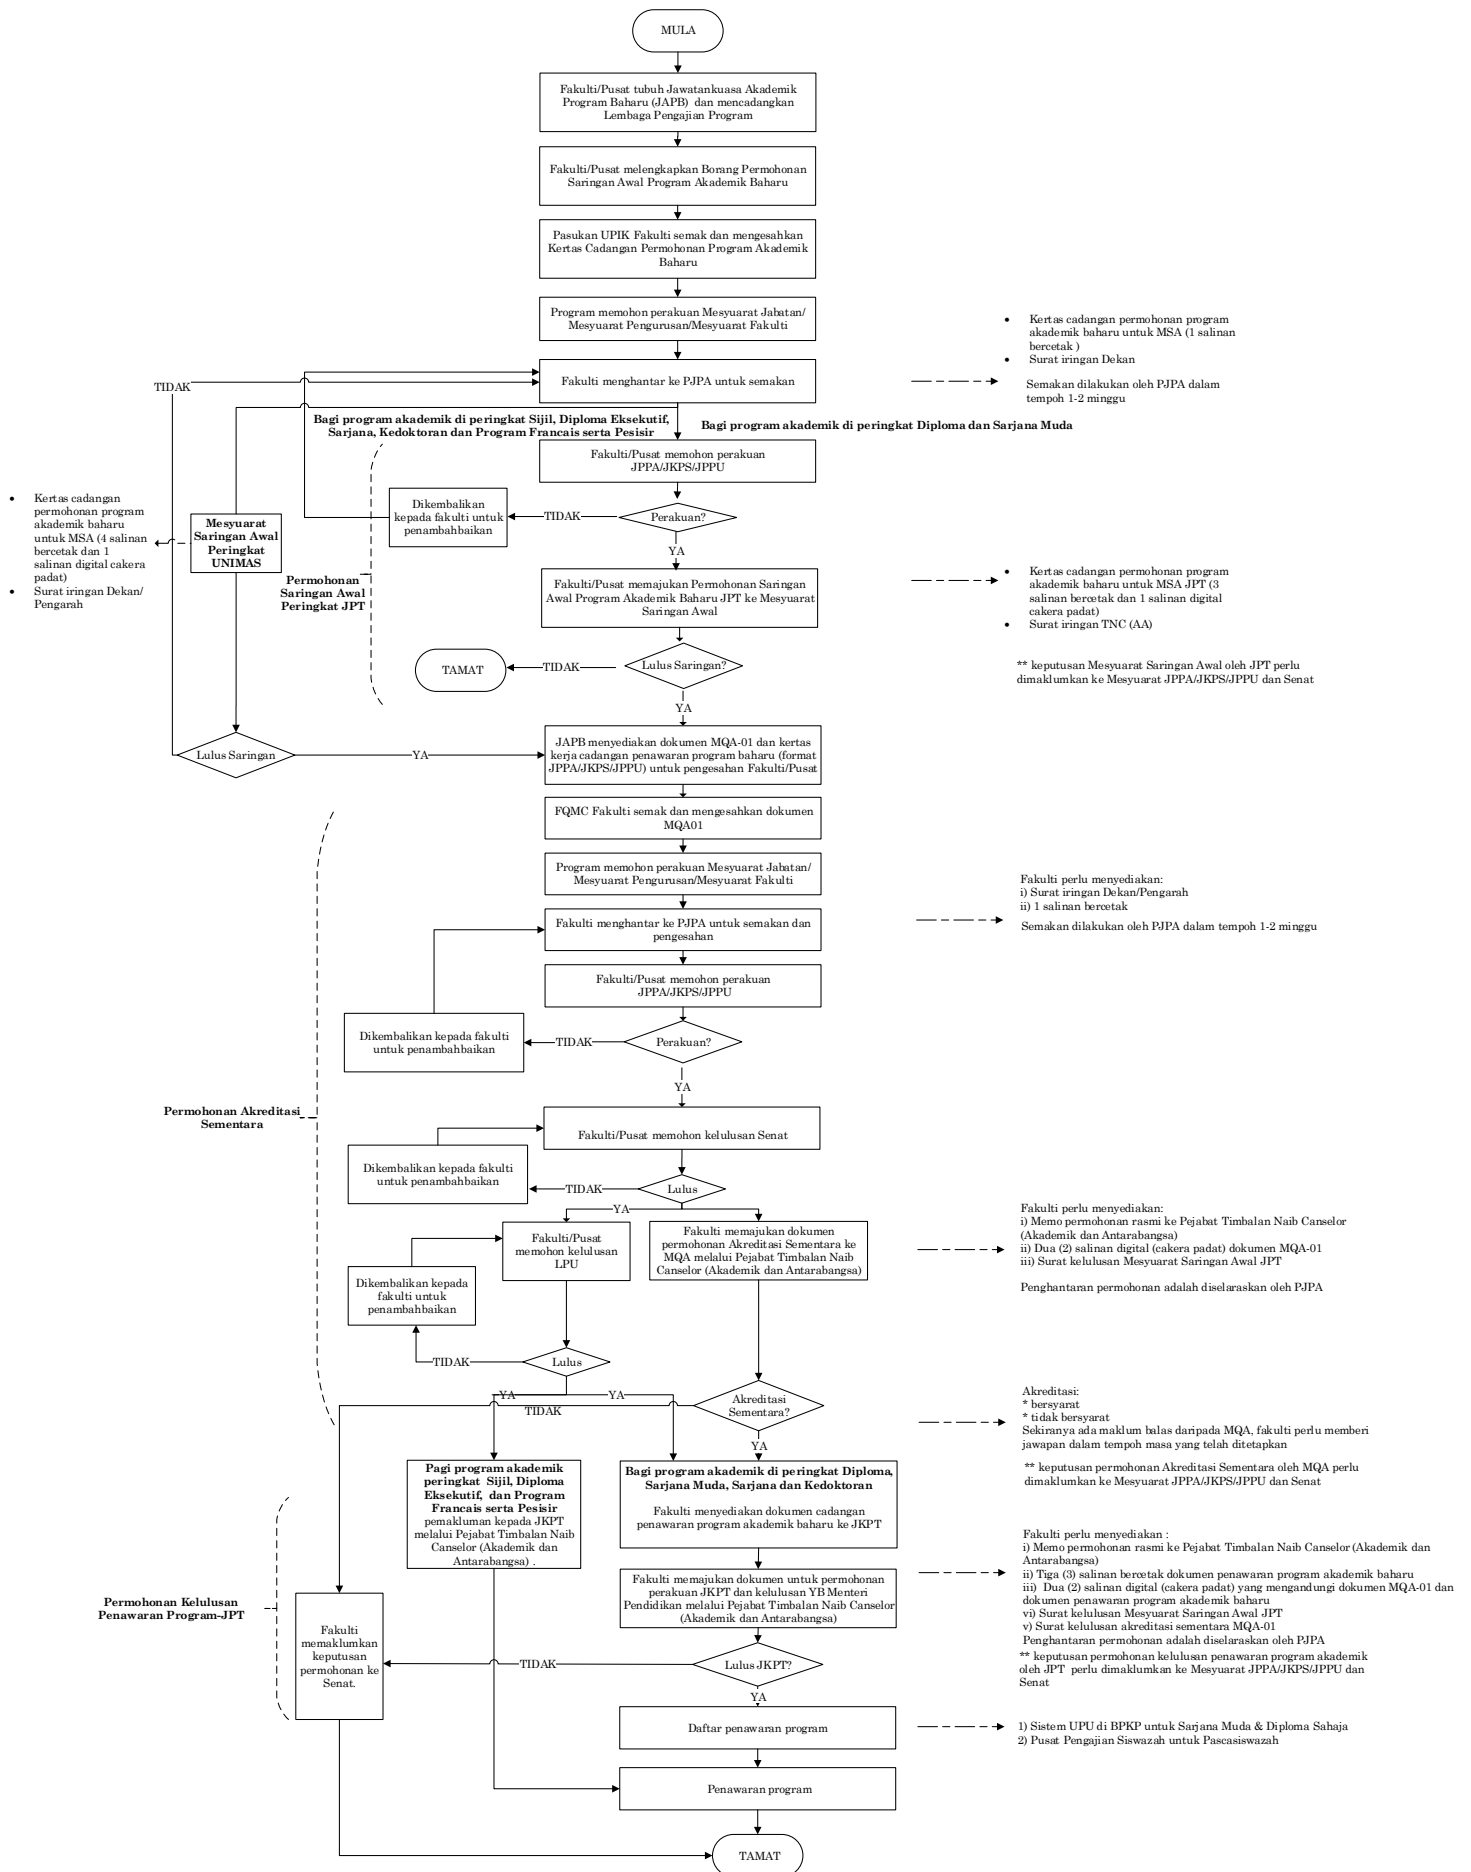 MULA
Fakulti/Pusat tubuh Jawatankuasa Akademik
Program Baharu (JAPB)  dan mencadangkan
Lembaga Pengajian Program
Fakulti/Pusat melengkapkan Borang Permohonan
Saringan Awal Program Akademik Baharu
Pasukan UPIK Fakulti semak dan mengesahkan
Kertas Cadangan Permohonan Program Akademik
Baharu
Program memohon perakuan Mesyuarat Jabatan/
Mesyuarat Pengurusan/Mesyuarat Fakulti
• Kertas cadangan permohonan program
akademik baharu untuk MSA (1 salinan
bercetak )
• Surat iringan Dekan
Semakan dilakukan oleh PJPA dalam
tempoh 1-2 minggu
TIDAK
Fakulti menghantar ke PJPA untuk semakan
Bagi program akademik di peringkat Sijil, Diploma Eksekutif,
Sarjana, Kedoktoran dan Program Francais serta Pesisir
Bagi program akademik di peringkat Diploma dan Sarjana Muda
Fakulti/Pusat memohon perakuan
JPPA/JKPS/JPPU
• Kertas cadangan
permohonan program
akademik baharu
untuk MSA (4 salinan
bercetak dan 1
salinan digital cakera
padat)
• Surat iringan Dekan/
Pengarah
Mesyuarat
Saringan Awal
Peringkat
UNIMAS
Dikembalikan
kepada fakulti untuk
penambahbaikan
TIDAK
Perakuan?
YA
Permohonan
Saringan Awal
Peringkat JPT
Fakulti/Pusat memajukan Permohonan Saringan
Awal Program Akademik Baharu JPT ke Mesyuarat
Saringan Awal
• Kertas cadangan permohonan program
akademik baharu untuk MSA JPT (3
salinan bercetak dan 1 salinan digital
cakera padat)
• Surat iringan TNC (AA)
** keputusan Mesyuarat Saringan Awal oleh JPT perlu
dimaklumkan ke Mesyuarat JPPA/JKPS/JPPU dan Senat
TAMAT
TIDAK
Lulus Saringan?
YA
Lulus Saringan
YA
JAPB menyediakan dokumen MQA-01 dan kertas
kerja cadangan penawaran program baharu (format
JPPA/JKPS/JPPU) untuk pengesahan Fakulti/Pusat
FQMC Fakulti semak dan mengesahkan dokumen
MQA01
Program memohon perakuan Mesyuarat Jabatan/
Mesyuarat Pengurusan/Mesyuarat Fakulti
Fakulti menghantar ke PJPA untuk semakan dan
pengesahan
Fakulti perlu menyediakan:
i) Surat iringan Dekan/Pengarah
ii) 1 salinan bercetak
Semakan dilakukan oleh PJPA dalam tempoh 1-2 minggu
Fakulti/Pusat memohon perakuan
JPPA/JKPS/JPPU
Dikembalikan kepada fakulti
untuk penambahbaikan
TIDAK
Perakuan?
YA
Permohonan Akreditasi
Sementara
Fakulti/Pusat memohon kelulusan Senat
Dikembalikan kepada fakulti
untuk penambahbaikan
TIDAK
Lulus
YA
Fakulti/Pusat
memohon kelulusan
LPU
Fakulti memajukan dokumen
permohonan Akreditasi Sementara ke
MQA melalui Pejabat Timbalan Naib
Canselor (Akademik dan Antarabangsa)
Fakulti perlu menyediakan:
i) Memo permohonan rasmi ke Pejabat Timbalan Naib Canselor
(Akademik dan Antarabangsa)
ii) Dua (2) salinan digital (cakera padat) dokumen MQA-01
iii) Surat kelulusan Mesyuarat Saringan Awal JPT
Penghantaran permohonan adalah diselaraskan oleh PJPA
Dikembalikan kepada
fakulti untuk
penambahbaikan
TIDAK
Lulus
YA
YA
TIDAK
Akreditasi
Sementara?
YA
Akreditasi:
* bersyarat
* tidak bersyarat
Sekiranya ada maklum balas daripada MQA, fakulti perlu memberi
jawapan dalam tempoh masa yang telah ditetapkan
** keputusan permohonan Akreditasi Sementara oleh MQA perlu
dimaklumkan ke Mesyuarat JPPA/JKPS/JPPU dan Senat
Pagi program akademik
peringkat  Sijil, Diploma
Eksekutif,  dan Program
Francais serta Pesisir
pemakluman kepada JKPT
melalui Pejabat Timbalan Naib
Canselor (Akademik dan
Antarabangsa) .
Bagi program akademik di peringkat Diploma,
Sarjana Muda, Sarjana dan Kedoktoran
Fakulti menyediakan dokumen cadangan
penawaran program akademik baharu ke JKPT
Fakulti memajukan dokumen untuk permohonan
perakuan JKPT dan kelulusan YB Menteri
Pendidikan melalui Pejabat Timbalan Naib Canselor
(Akademik dan Antarabangsa)
Fakulti perlu menyediakan :
i) Memo permohonan rasmi ke Pejabat Timbalan Naib Canselor (Akademik dan
Antarabangsa)
ii) Tiga (3) salinan bercetak dokumen penawaran program akademik baharu
iii)  Dua (2) salinan digital (cakera padat) yang mengandungi dokumen MQA-01 dan
dokumen penawaran program akademik baharu
vi) Surat kelulusan Mesyuarat Saringan Awal JPT
v) Surat kelulusan akreditasi sementara MQA-01
Penghantaran permohonan adalah diselaraskan oleh PJPA
** keputusan permohonan kelulusan penawaran program akademik
oleh JPT  perlu dimaklumkan ke Mesyuarat JPPA/JKPS/JPPU dan
Senat
Permohonan Kelulusan
Penawaran Program-JPT
Fakulti
memaklumkan
keputusan
permohonan ke
Senat.
TIDAK
Lulus JKPT?
YA
Daftar penawaran program
1) Sistem UPU di BPKP untuk Sarjana Muda & Diploma Sahaja
2) Pusat Pengajian Siswazah untuk Pascasiswazah
Penawaran program
TAMAT